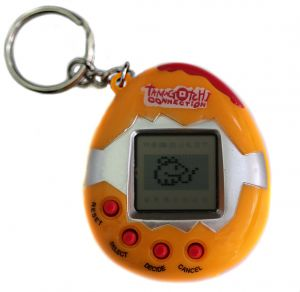 TAMAGOTCHI
CONNECTION
RESET
SELECT
DECIDE
CANCEL